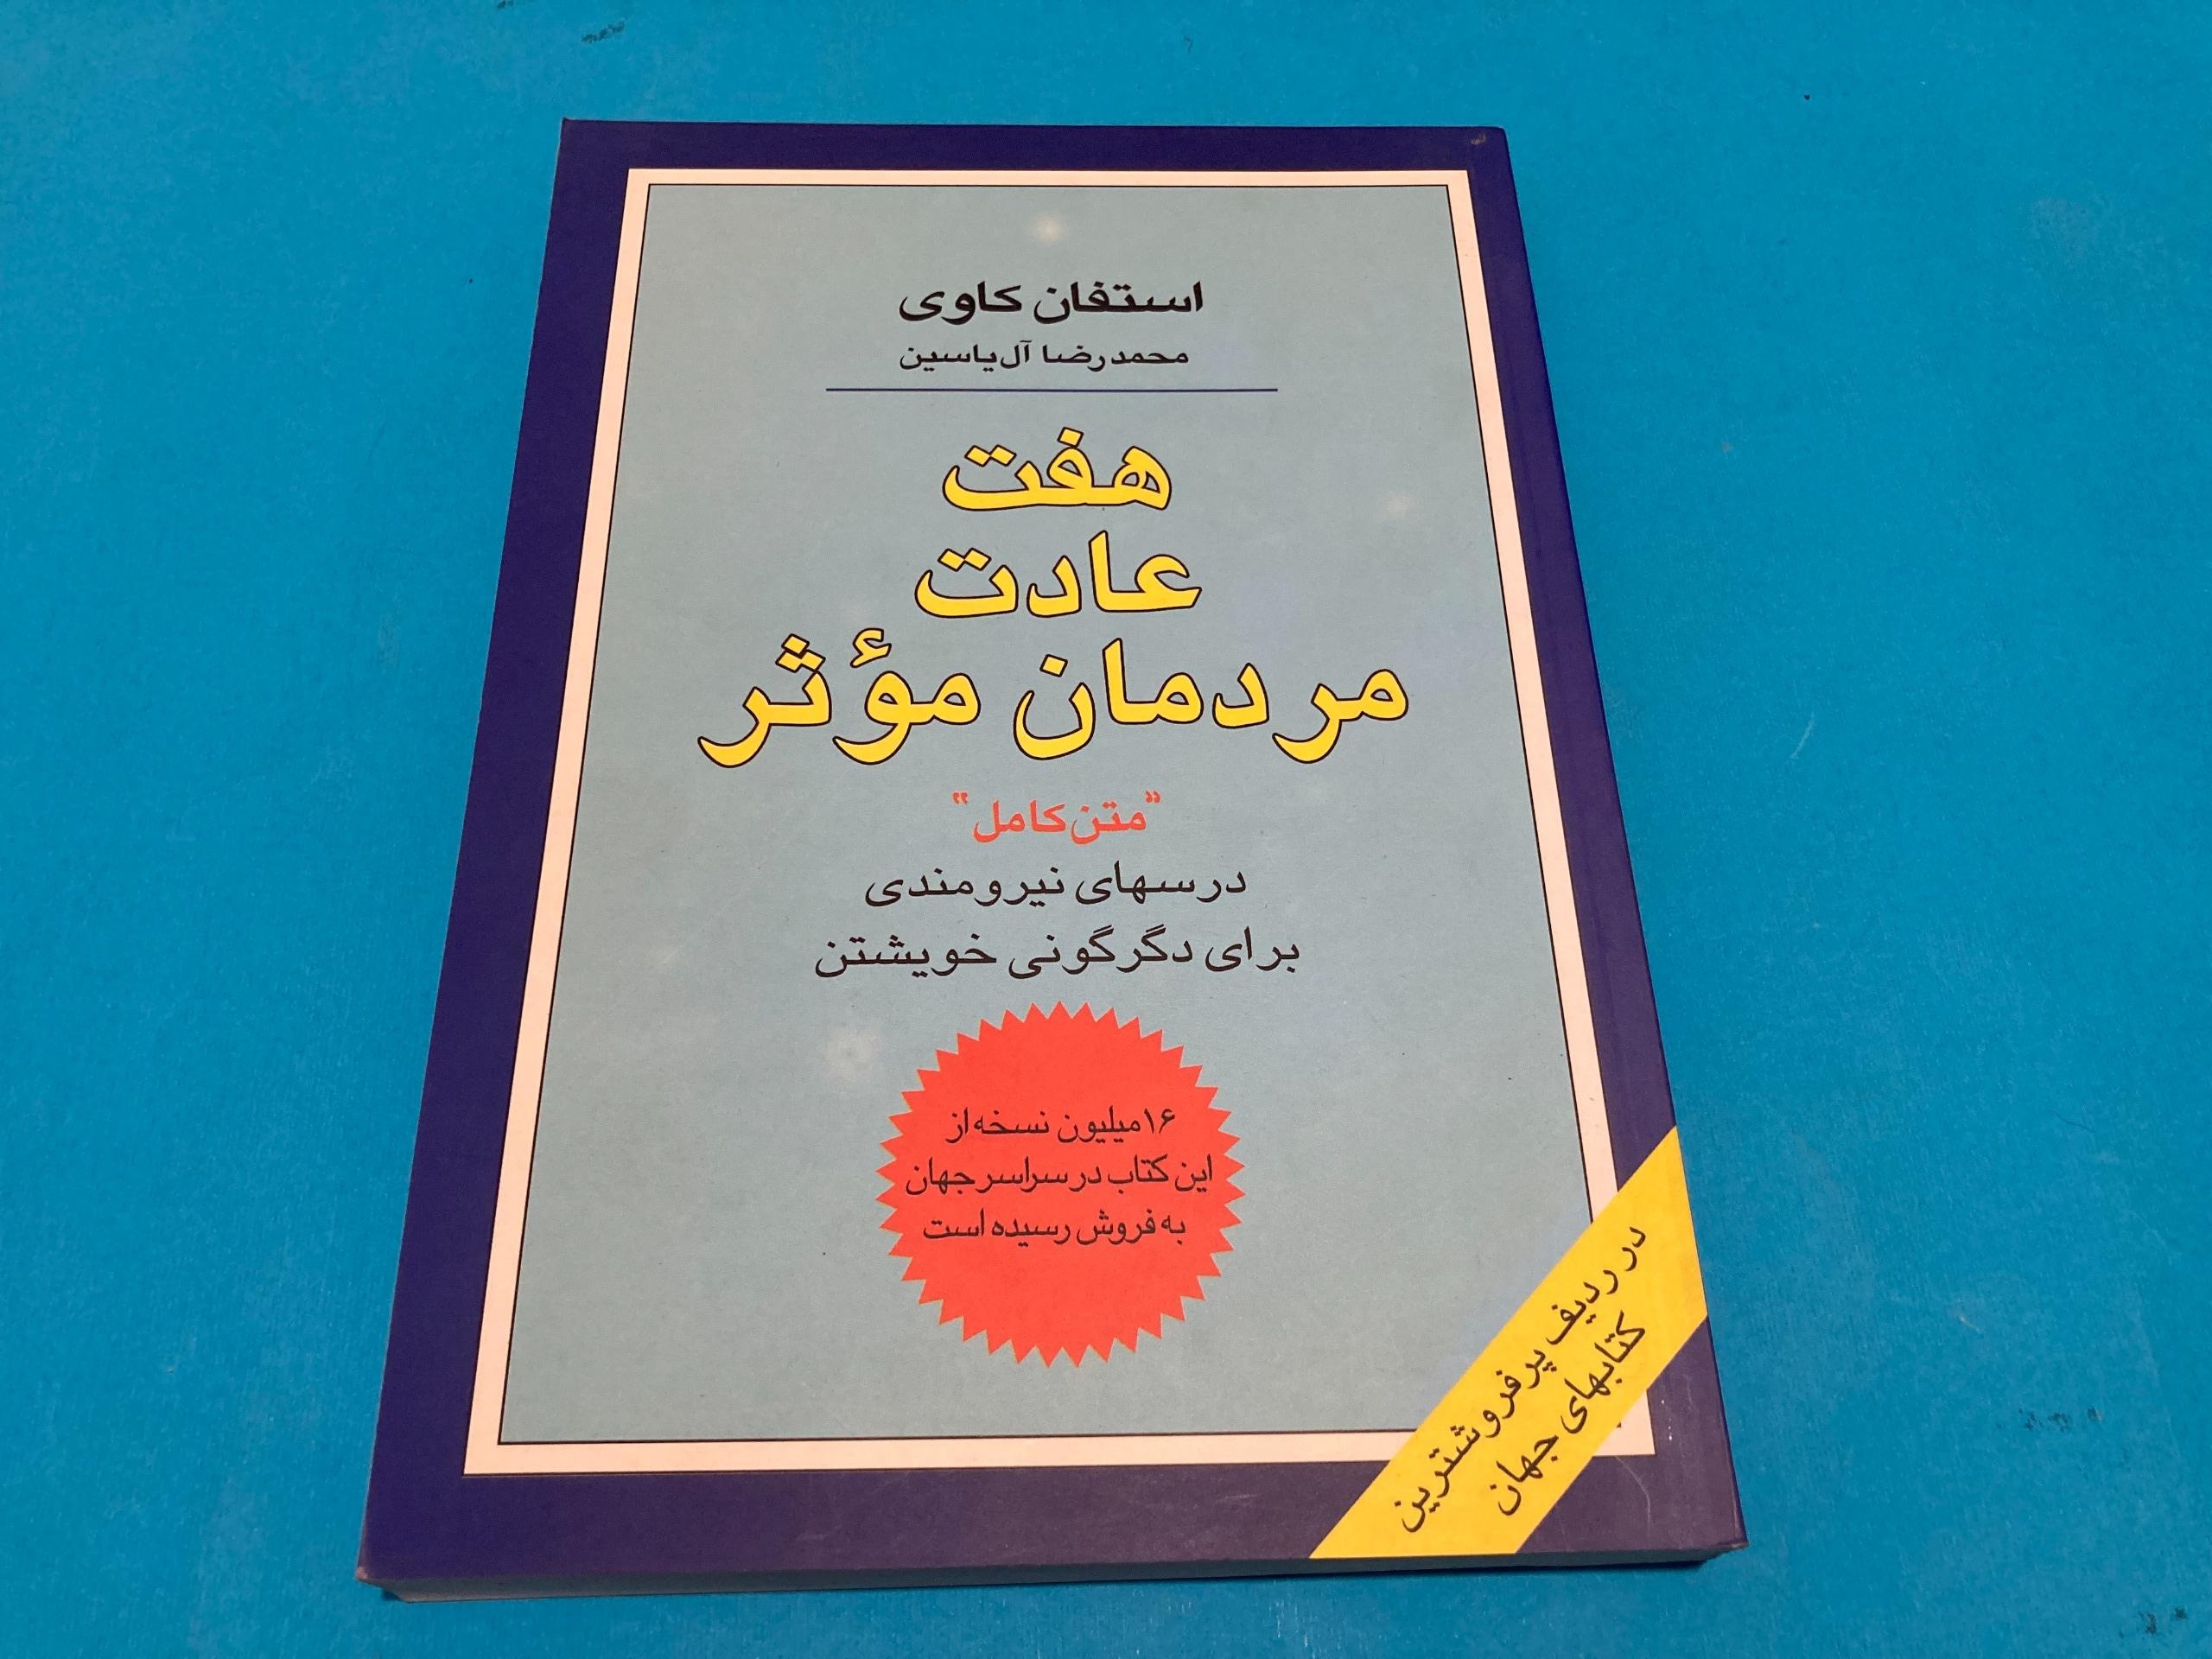 استفان کاوی
محمدرضا آل‌یاسین
هفت
عادت
مردمان مؤثر
"متن کامل"
درسهای نیرومندی
برای دگرگونی خویشتن
۱۶ میلیون نسخه از
این کتاب در سراسر جهان
به فروش رسیده است
در ردیف پرفروشترین
کتابهای جهان